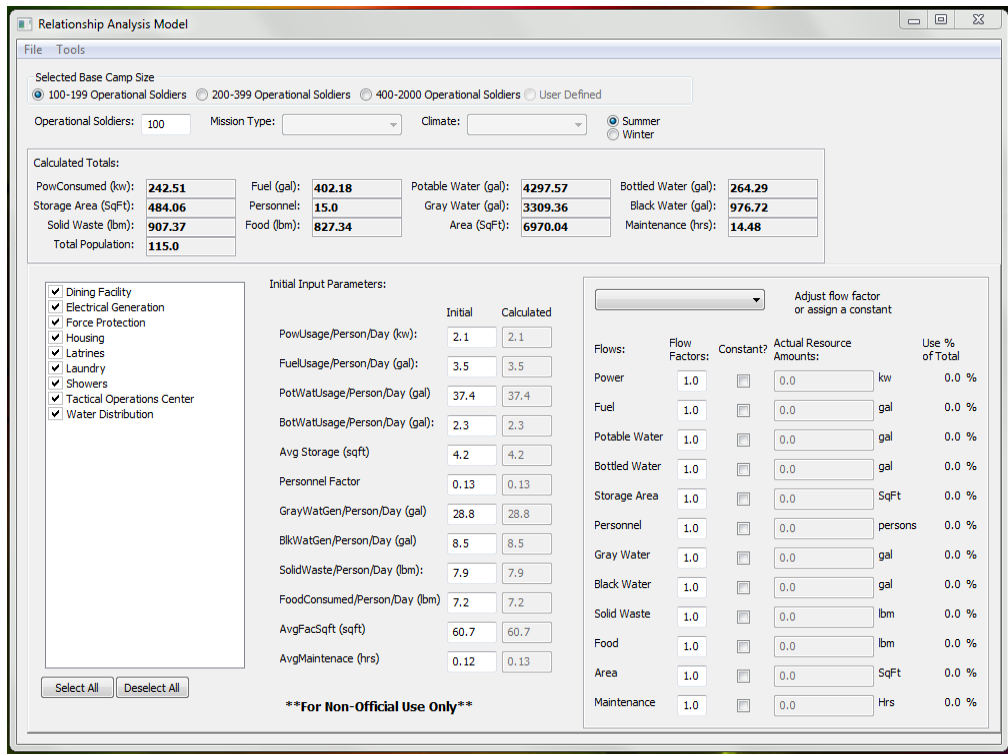 Relationship Analysis Model
File Tools
Selected Base Camp Size
100-199 Operational Soldiers 200-399 Operational Soldiers 400-2000 Operational Soldiers User Defined
Operational Soldiers: 100 Mission Type: Climate: Summer
Winter
Calculated Totals:
PowConsumed (kw): 242.51 Fuel (gal): 402.18 Potable Water (gal): 4297.57 Bottled Water (gal): 264.29
Storage Area (SqFt): 484.06 Personnel: 15.0 Gray Water (gal): 3309.36 Black Water (gal): 976.72
Solid Waste (lbm): 907.37 Food (lbm): 827.34 Area (SqFt): 6970.04 Maintenance (hrs): 14.48
Total Population: 115.0
Dining Facility
Electrical Generation
Force Protection
Housing
Latrines
Laundry
Showers
Tactical Operations Center
Water Distribution
Select All Deselect All
Initial Input Parameters:
Initial Calculated
PowUsage/Person/Day (kw): 2.1 2.1
FuelUsage/Person/Day (gal): 3.5 3.5
PotWatUsage/Person/Day (gal) 37.4 37.4
BotWatUsage/Person/Day (gal): 2.3 2.3
Avg Storage (sqft) 4.2 4.2
Personnel Factor 0.13 0.13
GrayWatGen/Person/Day (gal) 28.8 28.8
BlkWatGen/Person/Day (gal) 8.5 8.5
SolidWaste/Person/Day (lbm): 7.9 7.9
FoodConsumed/Person/Day (lbm) 7.2 7.2
AvgFacSqft (sqft) 60.7 60.7
AvgMaintenace (hrs) 0.12 0.13
**For Non-Official Use Only**
Adjust flow factor
or assign a constant
Flows: Flow Factors: Constant? Actual Resource Amounts: Use % of Total
Power 1.0 0.0 kw 0.0 %
Fuel 1.0 0.0 gal 0.0 %
Potable Water 1.0 0.0 gal 0.0 %
Bottled Water 1.0 0.0 gal 0.0 %
Storage Area 1.0 0.0 SqFt 0.0 %
Personnel 1.0 0.0 persons 0.0 %
Gray Water 1.0 0.0 gal 0.0 %
Black Water 1.0 0.0 gal 0.0 %
Solid Waste 1.0 0.0 lbm 0.0 %
Food 1.0 0.0 lbm 0.0 %
Area 1.0 0.0 SqFt 0.0 %
Maintenance 1.0 0.0 Hrs 0.0 %